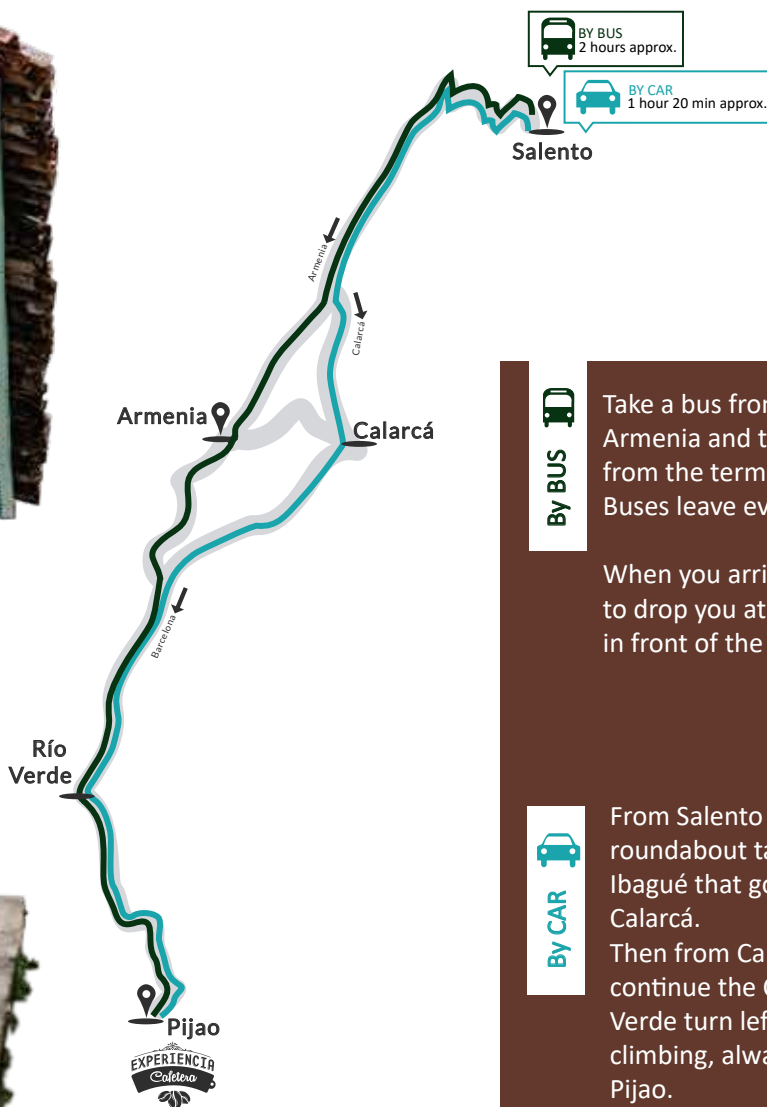 BY BUS
2 hours approx.
BY CAR
1 hour 20 min approx.
Salento
Armenia
Calarcá
Armenia
Calarcá
Barcelona
Río
Verde
Pijao
EXPERIENCIA
Cafetera
By BUS
Take a bus from
Armenia and t
from the term
Buses leave ev
When you arri
to drop you at
in front of the
By CAR
From Salento
roundabout ta
Ibagué that go
Calarcá.
Then from Ca
continue the C
Verde turn lef
climbing, alwa
Pijao.